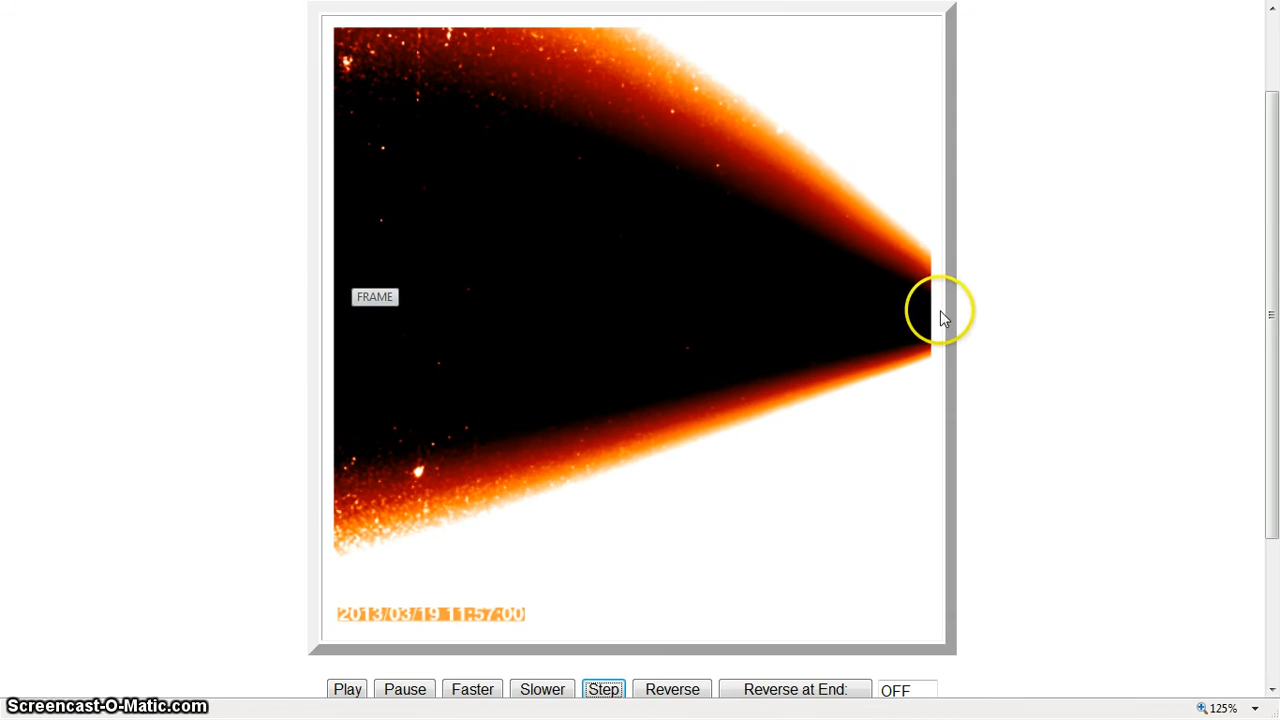 FRAME
2013/03/19 11:57:00
Play Pause Faster Slower Step Reverse Reverse at End: OFF
Screencast-O-Matic.com
125%